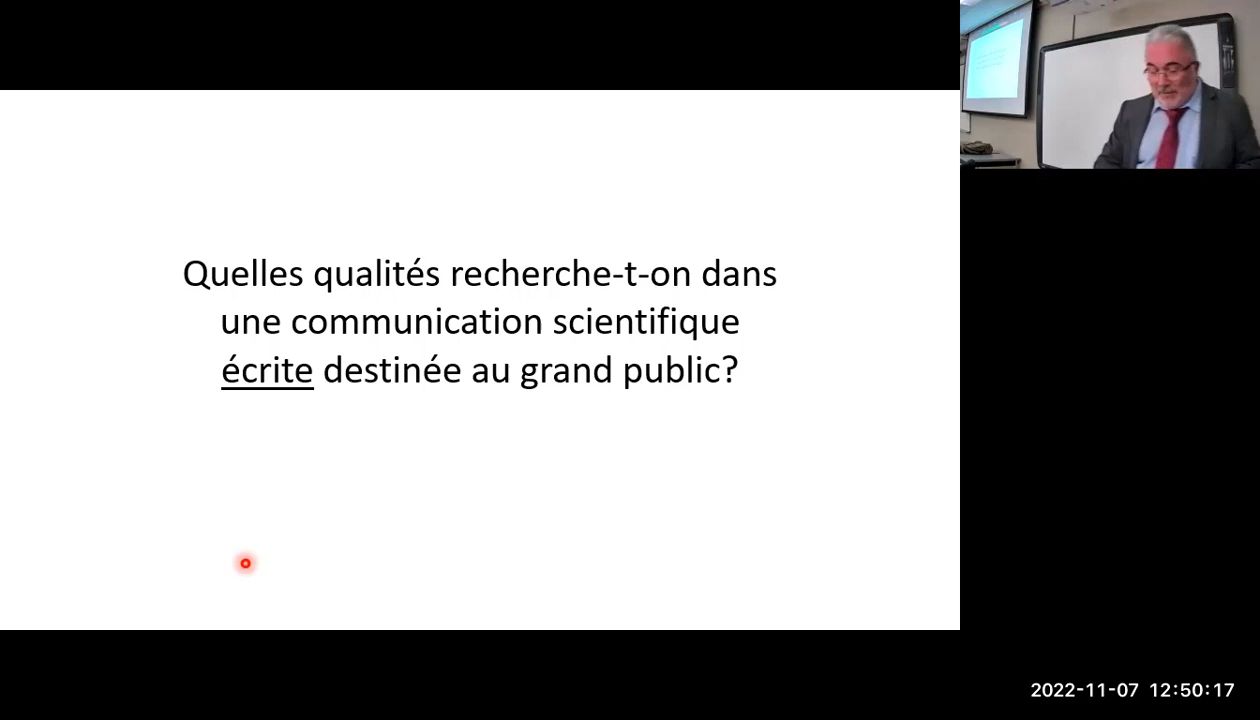 Quelles qualités recherche-t-on dans
une communication scientifique
écrite destinée au grand public?
2022-11-07 12:50:17